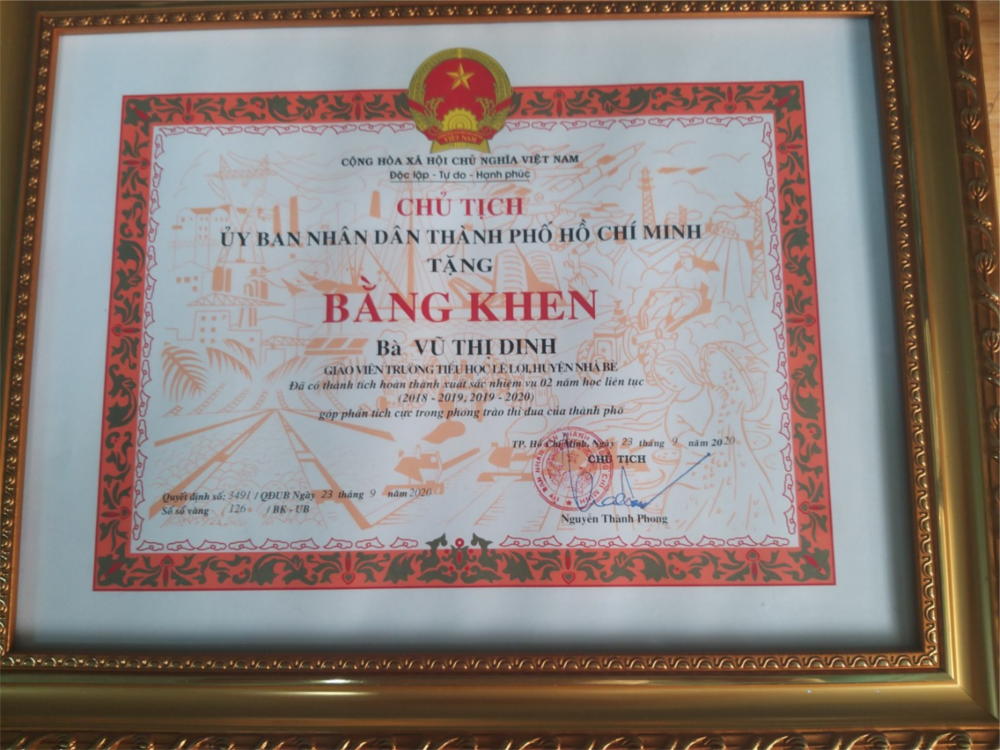 VIỆT NAM
CỘNG HÒA XÃ HỘI CHỦ NGHĨA VIỆT NAM
Độc lập - Tự do - Hạnh phúc
CHỦ TỊCH
ỦY BAN NHÂN DÂN THÀNH PHỐ HỒ CHÍ MINH
TẶNG
BẰNG KHEN
Bà VŨ THỊ DINH
GIÁO VIÊN TRƯỜNG TIỂU HỌC LÊ LỢI, HUYỆN NHÀ BÈ
Đã có thành tích hoàn thành xuất sắc nhiệm vụ 02 năm học liên tục
(2018 - 2019, 2019 - 2020)
góp phần tích cực trong phong trào thi đua của thành phố
TP. Hồ Chí Minh, Ngày 23 tháng 9 năm 2020
CHỦ TỊCH
Quyết định số: 3491 / QĐUB Ngày 23 tháng 9 năm 2020
Số sổ vàng 126 / BK - UB
Nguyễn Thành Phong